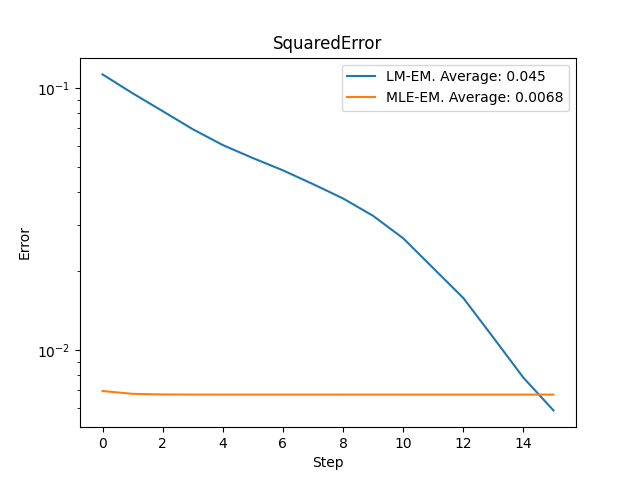 SquaredError
LM-EM. Average: 0.045
MLE-EM. Average: 0.0068
10⁻¹
10⁻²
Error
0 2 4 6 8 10 12 14
Step